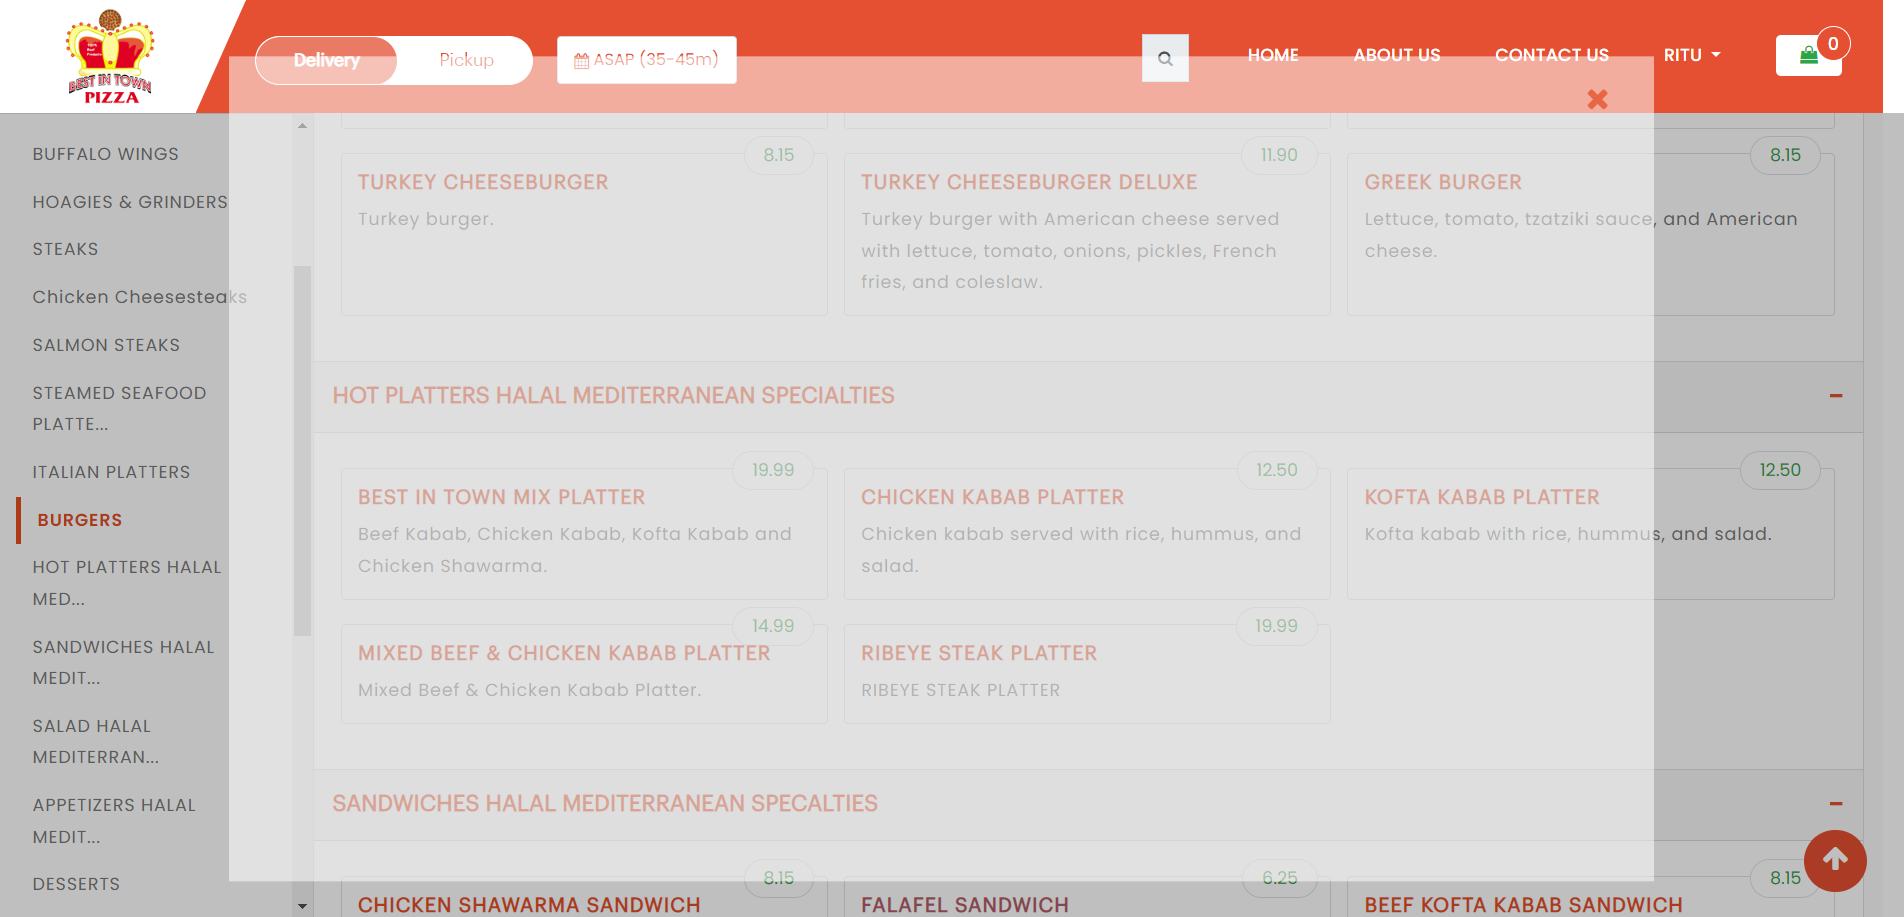 BEST IN TOWN
PIZZA
Delivery
Pickup
ASAP (35-45m)
HOME
ABOUT US
CONTACT US
RITU
0
BUFFALO WINGS
HOAGIES & GRINDERS
STEAKS
Chicken Cheesesteaks
SALMON STEAKS
STEAMED SEAFOOD
PLATTE...
ITALIAN PLATTERS
BURGERS
HOT PLATTERS HALAL
MED...
SANDWICHES HALAL
MEDIT...
SALAD HALAL
MEDITERRAN...
APPETIZERS HALAL
MEDIT...
DESSERTS
8.15
TURKEY CHEESEBURGER
Turkey burger.
11.90
TURKEY CHEESEBURGER DELUXE
Turkey burger with American cheese served
with lettuce, tomato, onions, pickles, French
fries, and coleslaw.
8.15
GREEK BURGER
Lettuce, tomato, tzatziki sauce, and American
cheese.
HOT PLATTERS HALAL MEDITERRANEAN SPECIALTIES
19.99
BEST IN TOWN MIX PLATTER
Beef Kabab, Chicken Kabab, Kofta Kabab and
Chicken Shawarma.
12.50
CHICKEN KABAB PLATTER
Chicken kabab served with rice, hummus, and
salad.
12.50
KOFTA KABAB PLATTER
Kofta kabab with rice, hummus, and salad.
14.99
MIXED BEEF & CHICKEN KABAB PLATTER
Mixed Beef & Chicken Kabab Platter.
19.99
RIBEYE STEAK PLATTER
RIBEYE STEAK PLATTER
SANDWICHES HALAL MEDITERRANEAN SPECALTIES
8.15
CHICKEN SHAWARMA SANDWICH
6.25
FALAFEL SANDWICH
8.15
BEEF KOFTA KABAB SANDWICH